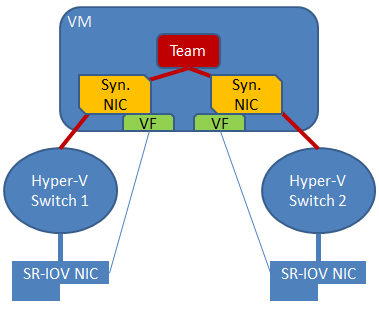 VM
Team
Syn.
NIC
Syn.
NIC
VF
VF
Hyper-V
Switch 1
Hyper-V
Switch 2
SR-IOV NIC
SR-IOV NIC